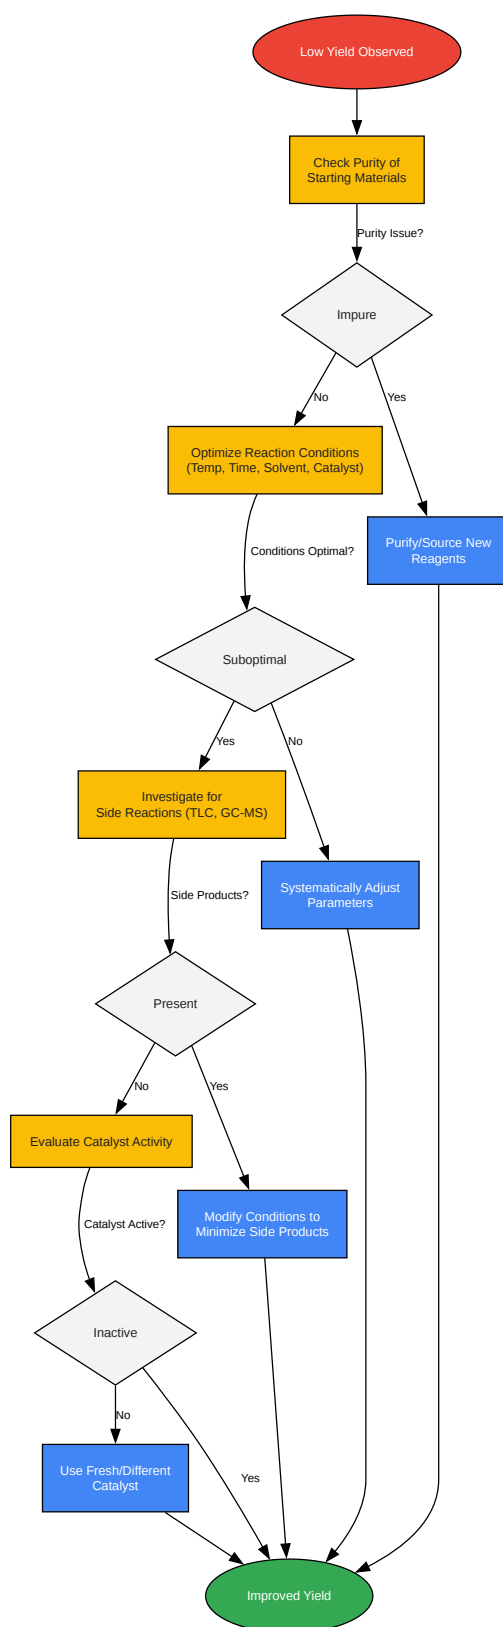 Low Yield Observed
Check Purity of
Starting Materials
Purity Issue?
Impure
No
Yes
Optimize Reaction Conditions
(Temp, Time, Solvent, Catalyst)
Purify/Source New
Reagents
Conditions Optimal?
Suboptimal
Yes
No
Investigate for
Side Reactions (TLC, GC-MS)
Systematically Adjust
Parameters
Side Products?
Present
No
Yes
Evaluate Catalyst Activity
Modify Conditions to
Minimize Side Products
Catalyst Active?
Inactive
No
Yes
Use Fresh/Different
Catalyst
Improved Yield